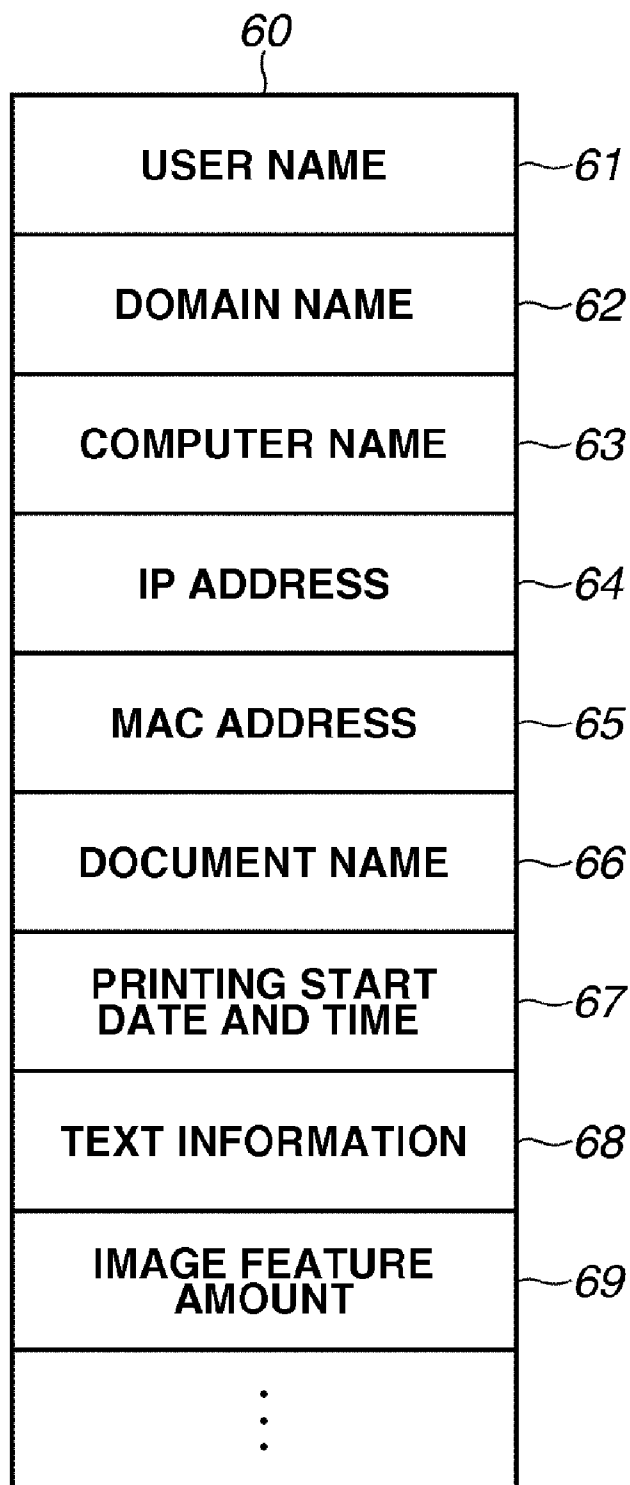 60
USER NAME 61
DOMAIN NAME 62
COMPUTER NAME 63
IP ADDRESS 64
MAC ADDRESS 65
DOCUMENT NAME 66
PRINTING START
DATE AND TIME 67
TEXT INFORMATION 68
IMAGE FEATURE
AMOUNT 69